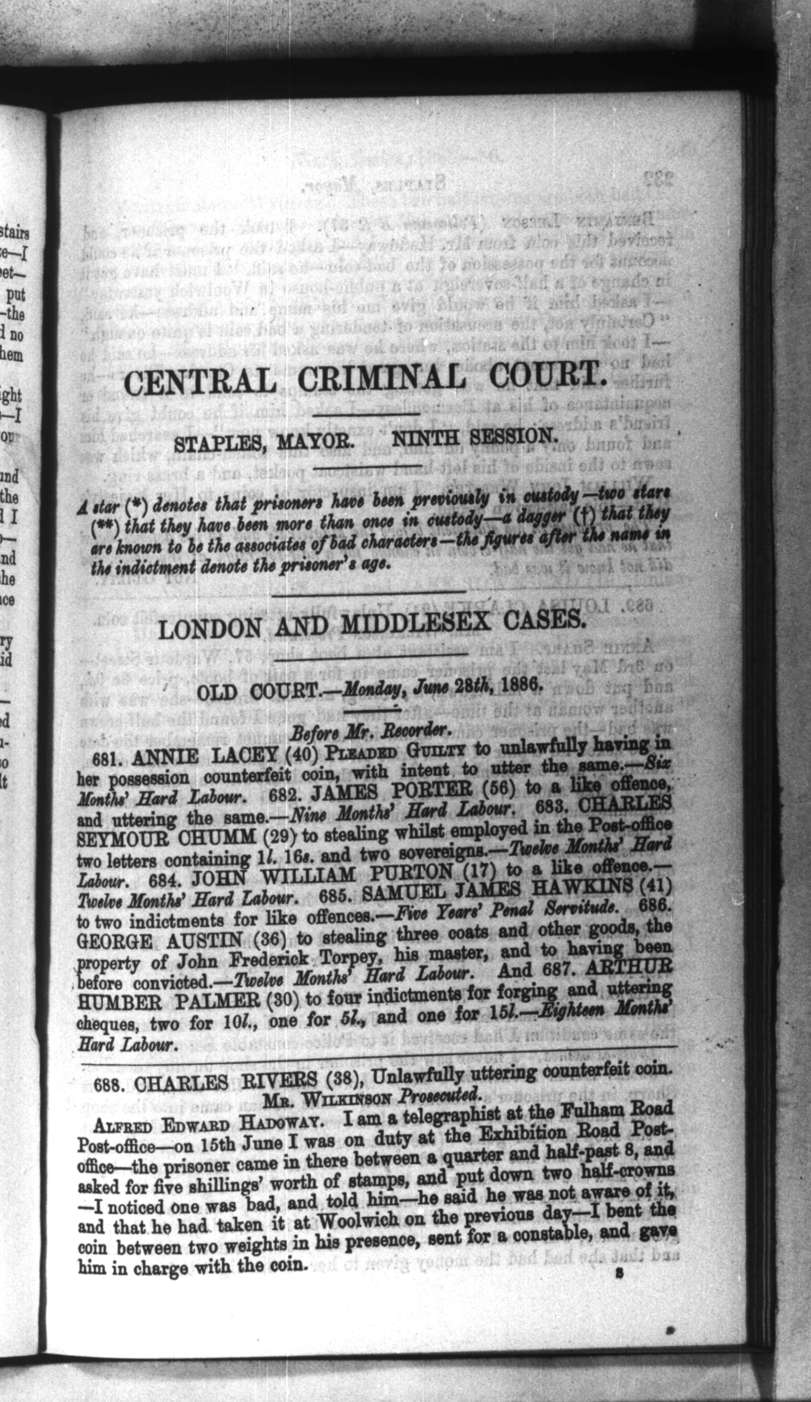 CENTRAL CRIMINAL COURT.
STAPLES, MAYOR. NINTH SESSION.
A star (*) denotes that prisoners have been previously in custody—two stars
(**) that they have been more than once in custody—a dagger (†) that they
are known to be the associates of bad characters—the figures after the name in
the indictment denote the prisoner's age.
LONDON AND MIDDLESEX CASES.
OLD COURT.—Monday, June 28th, 1886.
Before Mr. Recorder.
681. ANNIE LACEY (40) PLEADED GUILTY to unlawfully having in
her possession counterfeit coin, with intent to utter the same.—Six
Months' Hard Labour. 682. JAMES PORTER (56) to a like offence,
and uttering the same.—Nine Months' Hard Labour. 683. CHARLES
SEYMOUR CHUMM (29) to stealing whilst employed in the Post-office
two letters containing 1l. 16s. and two sovereigns.—Twelve Months' Hard
Labour. 684. JOHN WILLIAM PURTON (17) to a like offence.—
Twelve Months' Hard Labour. 685. SAMUEL JAMES HAWKINS (41)
to two indictments for like offences.—Five Years' Penal Servitude. 686.
GEORGE AUSTIN (36) to stealing three coats and other goods, the
property of John Frederick Torpey, his master, and to having been
before convicted.—Twelve Months' Hard Labour. And 687. ARTHUR
HUMBER PALMER (30) to four indictments for forging and uttering
cheques, two for 10l., one for 5l., and one for 15l.—Eighteen Months'
Hard Labour.
688. CHARLES RIVERS (38), Unlawfully uttering counterfeit coin.
MR. WILKINSON Prosecuted.
ALFRED EDWARD HADOWAY. I am a telegraphist at the Fulham Road
Post-office—on 15th June I was on duty at the Exhibition Road Post-
office—the prisoner came in there between a quarter and half-past 8, and
asked for five shillings' worth of stamps, and put down two half-crowns
—I noticed one was bad, and told him—he said he was not aware of it,
and that he had taken it at Woolwich on the previous day—I bent the
coin between two weights in his presence, sent for a constable, and gave
him in charge with the coin.
S